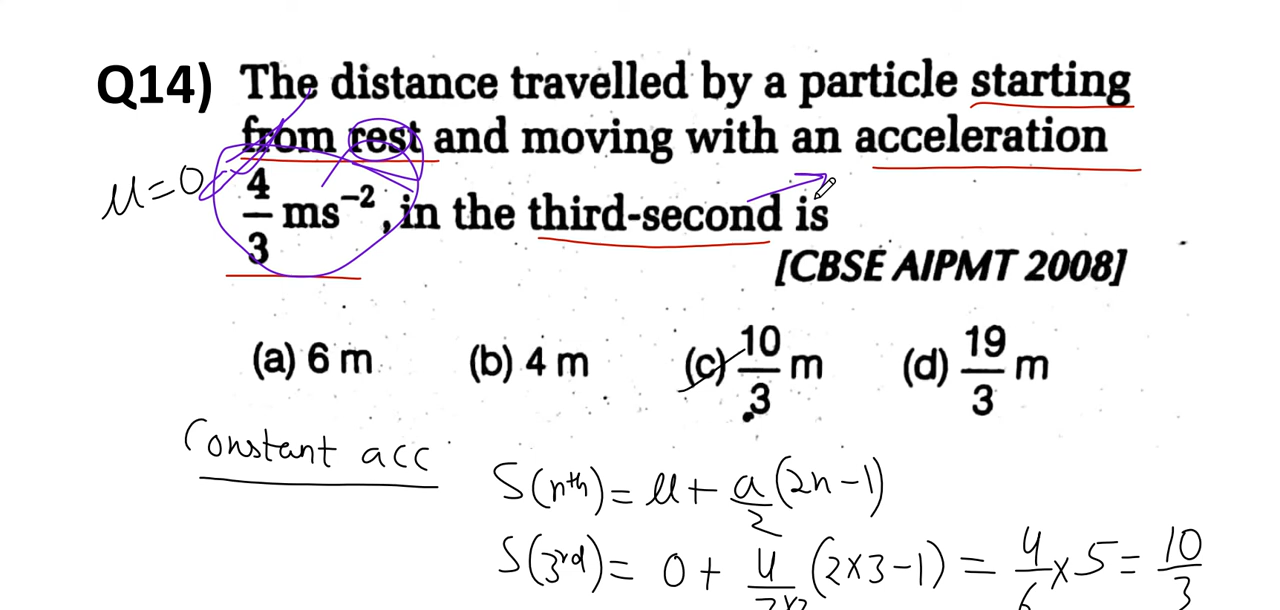 Q14) The distance travelled by a particle starting
from rest and moving with an acceleration
4/3 ms⁻², in the third-second is
[CBSE AIPMT 2008]
(a) 6 m (b) 4 m (c) 10/3 m (d) 19/3 m
u=0
Constant acc
S(nth) = u + a/2 (2n-1)
S(3rd) = 0 + 4/(3×2) (2×3-1) = 4/6 × 5 = 10/3